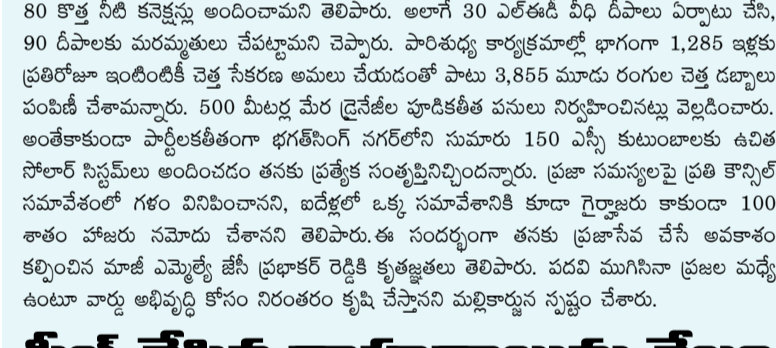 80 కొత్త నీటి కనెక్షన్లు అందించామని తెలిపారు. అలాగే 30 ఎల్ఈడీ వీధి దీపాలు ఏర్పాటు చేసి,
90 దీపాలకు మరమ్మతులు చేపట్టామని చెప్పారు. పారిశుధ్య కార్యక్రమాల్లో భాగంగా 1,285 ఇళ్లకు
ప్రతిరోజూ ఇంటింటికీ చెత్త సేకరణ అమలు చేయడంతో పాటు 3,855 మూడు రంగుల చెత్త డబ్బాలు
పంపిణీ చేశామన్నారు. 500 మీటర్ల మేర డ్రైనేజీల పూడికతీత పనులు నిర్వహించినట్లు వెల్లడించారు.
అంతేకాకుండా పార్టీలకతీతంగా భగత్‌సింగ్ నగర్‌లోని సుమారు 150 ఎస్సీ కుటుంబాలకు ఉచిత
సోలార్ సిస్టమ్‌లు అందించడం తనకు ప్రత్యేక సంతృప్తినిచ్చిందన్నారు. ప్రజా సమస్యలపై ప్రతి కౌన్సిల్
సమావేశంలో గళం వినిపించానని, ఐదేళ్లలో ఒక్క సమావేశానికి కూడా గైర్హాజరు కాకుండా 100
శాతం హాజరు నమోదు చేశానని తెలిపారు.ఈ సందర్భంగా తనకు ప్రజాసేవ చేసే అవకాశం
కల్పించిన మాజీ ఎమ్మెల్యే జేసీ ప్రభాకర్ రెడ్డికి కృతజ్ఞతలు తెలిపారు. పదవి ముగిసినా ప్రజల మధ్యే
ఉంటూ వార్డు అభివృద్ధి కోసం నిరంతరం కృషి చేస్తానని మల్లికార్జున స్పష్టం చేశారు.